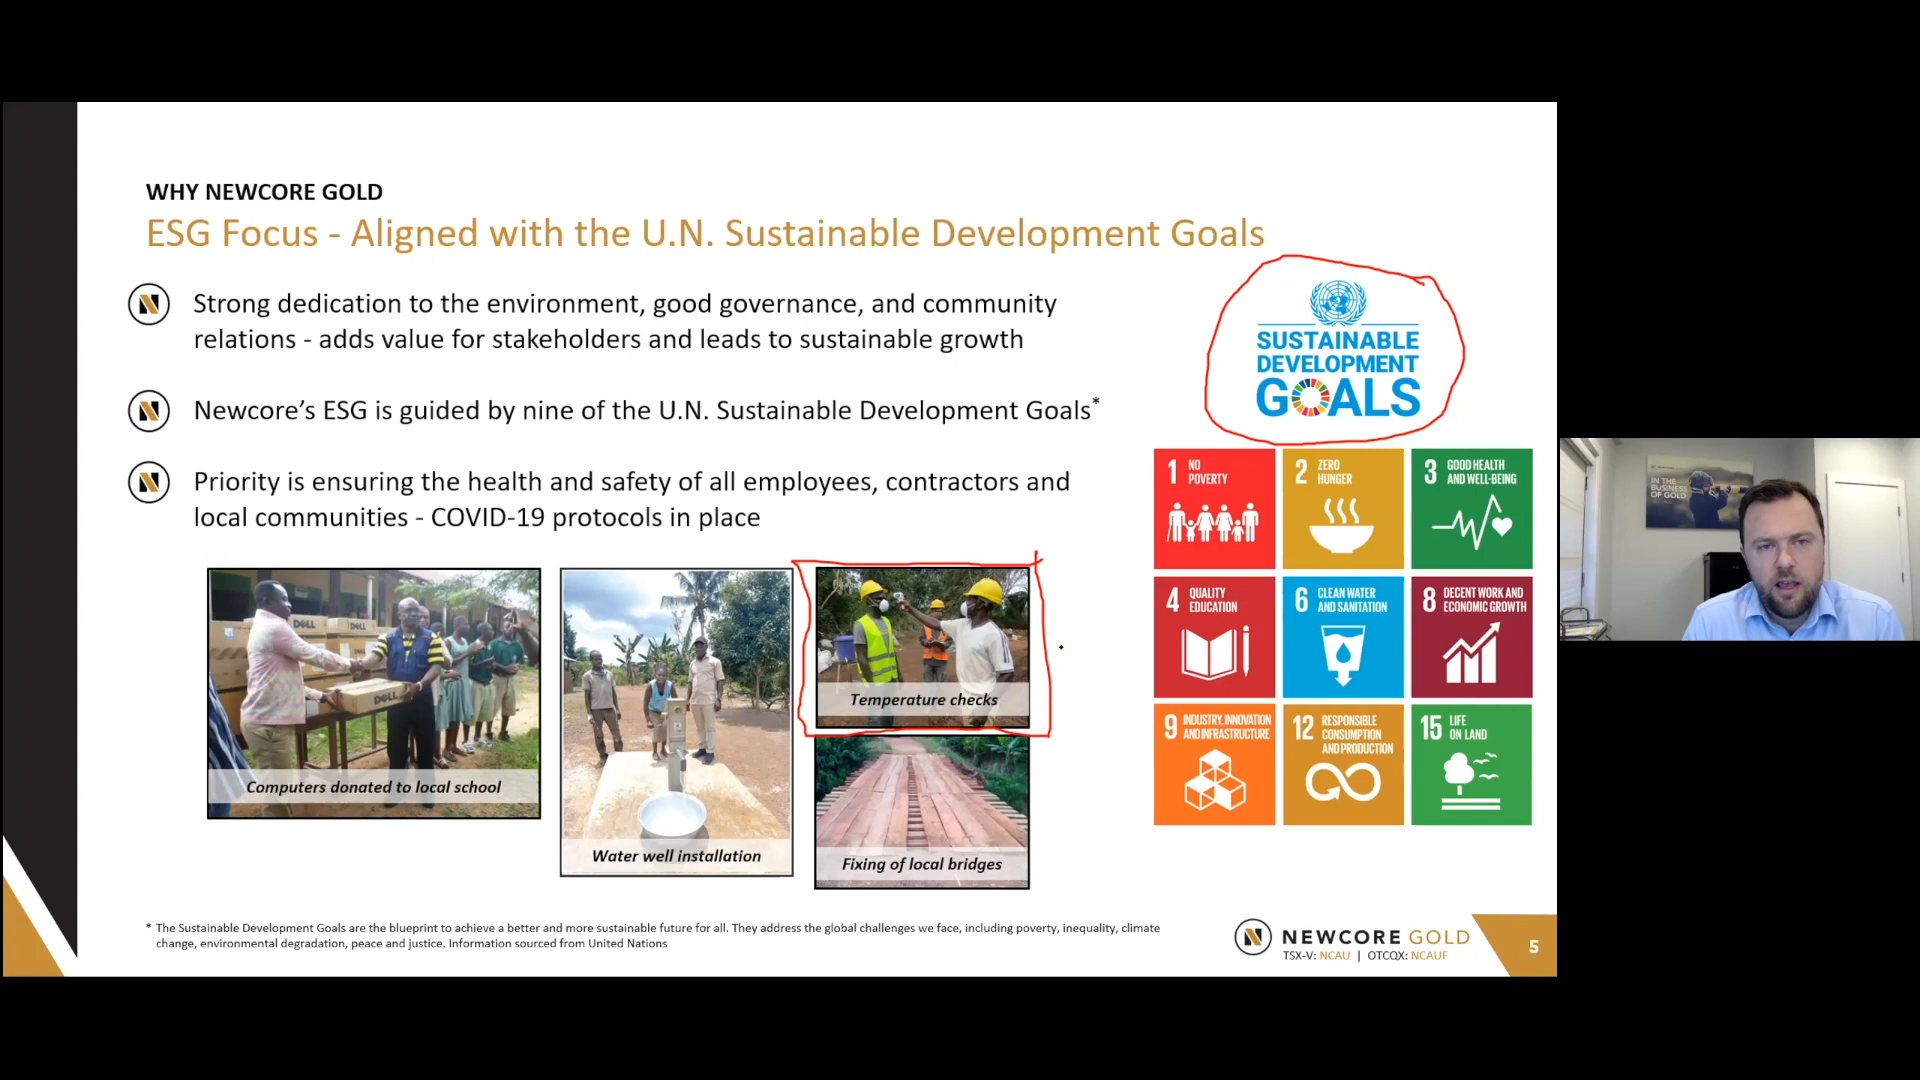 WHY NEWCORE GOLD
ESG Focus - Aligned with the U.N. Sustainable Development Goals
Strong dedication to the environment, good governance, and community
relations - adds value for stakeholders and leads to sustainable growth
Newcore's ESG is guided by nine of the U.N. Sustainable Development Goals*
Priority is ensuring the health and safety of all employees, contractors and
local communities - COVID-19 protocols in place
SUSTAINABLE
DEVELOPMENT
GOALS
1 NO
POVERTY
2 ZERO
HUNGER
3 GOOD HEALTH
AND WELL-BEING
4 QUALITY
EDUCATION
6 CLEAN WATER
AND SANITATION
8 DECENT WORK AND
ECONOMIC GROWTH
9 INDUSTRY, INNOVATION
AND INFRASTRUCTURE
12 RESPONSIBLE
CONSUMPTION
AND PRODUCTION
15 LIFE
ON LAND
DELL
DELL
Computers donated to local school
Water well installation
Temperature checks
Fixing of local bridges
* The Sustainable Development Goals are the blueprint to achieve a better and more sustainable future for all. They address the global challenges we face, including poverty, inequality, climate
change, environmental degradation, peace and justice. Information sourced from United Nations
N NEWCORE GOLD
TSX-V: NCAU | OTCQX: NCAUF
5
IN THE
BUSINESS
OF GOLD